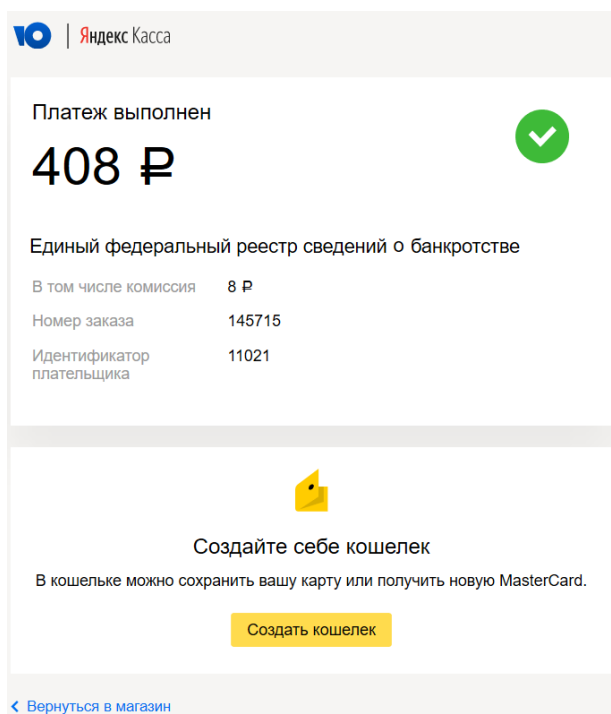 Яндекс Касса
Платеж выполнен
408 ₽
Единый федеральный реестр сведений о банкротстве
В том числе комиссия 8 ₽
Номер заказа 145715
Идентификатор 11021
плательщика
Создайте себе кошелек
В кошельке можно сохранить вашу карту или получить новую MasterCard.
Создать кошелек
Вернуться в магазин